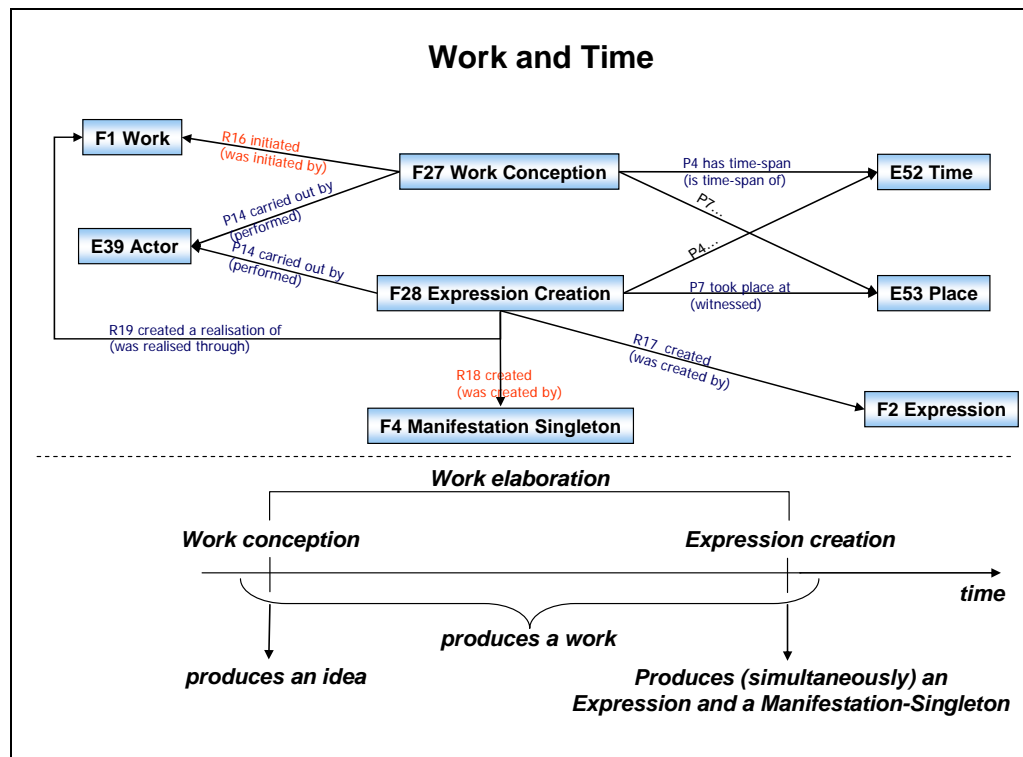 Work and Time
F1 Work
R16 initiated
(was initiated by)
F27 Work Conception
P4 has time-span
(is time-span of)
E52 Time
P14 carried out by
(performed)
P7...
E39 Actor
P14 carried out by
(performed)
P4...
F28 Expression Creation
P7 took place at
(witnessed)
E53 Place
R19 created a realisation of
(was realised through)
R17 created
(was created by)
R18 created
(was created by)
F2 Expression
F4 Manifestation Singleton
Work elaboration
Work conception
Expression creation
time
produces a work
produces an idea
Produces (simultaneously) an
Expression and a Manifestation-Singleton